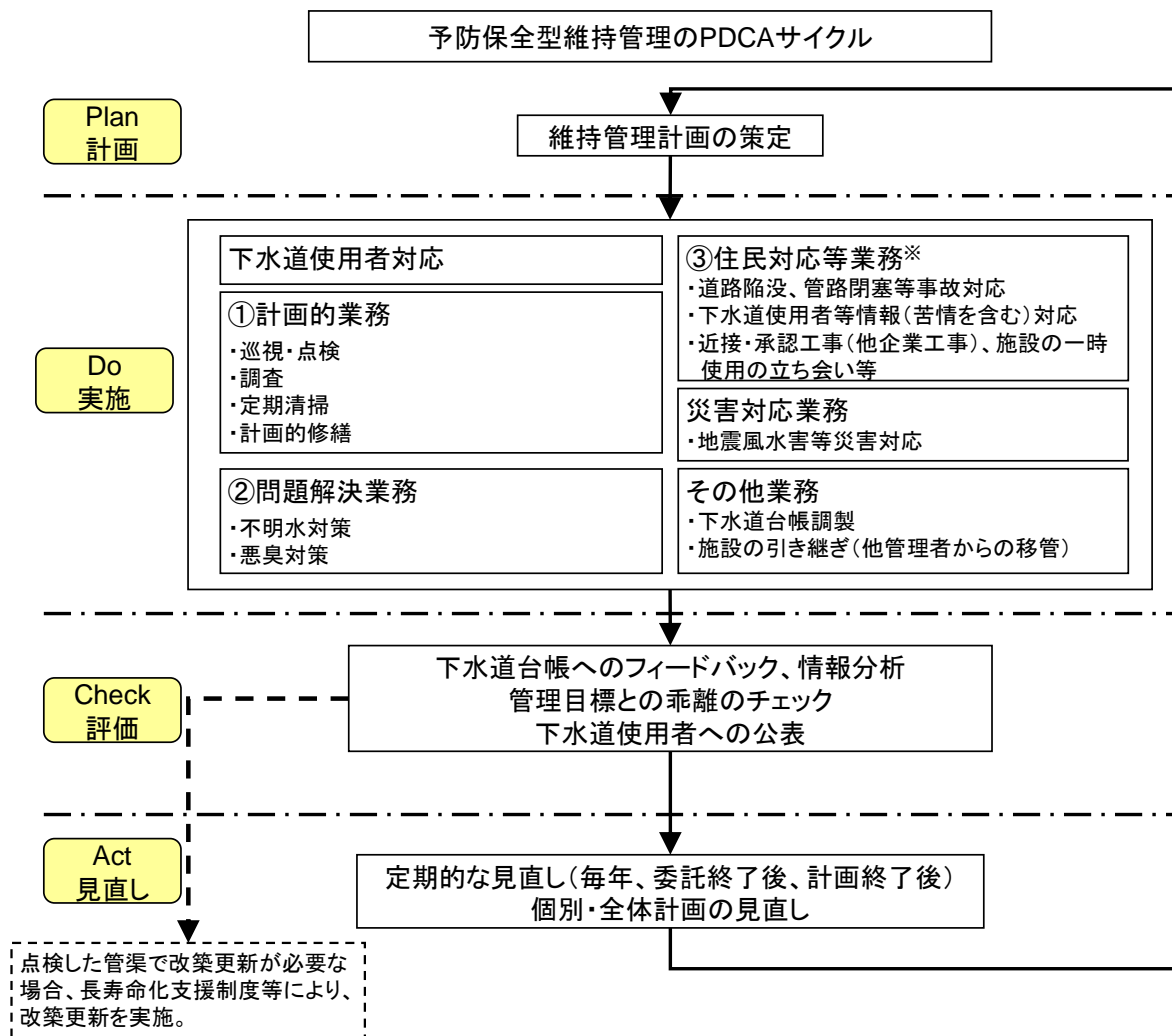 予防保全型維持管理のPDCAサイクル
Plan
計画
維持管理計画の策定
Do
実施
下水道使用者対応
①計画的業務
・巡視・点検
・調査
・定期清掃
・計画的修繕
②問題解決業務
・不明水対策
・悪臭対策
③住民対応等業務※
・道路陥没、管路閉塞等事故対応
・下水道使用者等情報(苦情を含む)対応
・近接・承認工事(他企業工事)、施設の一時
使用の立ち会い等
災害対応業務
・地震風水害等災害対応
その他業務
・下水道台帳調製
・施設の引き継ぎ(他管理者からの移管)
Check
評価
下水道台帳へのフィードバック、情報分析
管理目標との乖離のチェック
下水道使用者への公表
Act
見直し
定期的な見直し(毎年、委託終了後、計画終了後)
個別・全体計画の見直し
点検した管渠で改築更新が必要な
場合、長寿命化支援制度等により、
改築更新を実施。